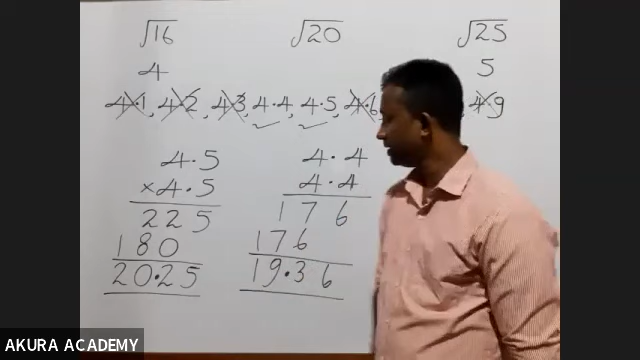 √16 √20 √25
4 5
4·1, 4·2, 4·3, 4·4, 4·5, 4·6, , 4·9
4·5 4·4
×4·5 4·4
225 176
180 176
20·25 19·36
AKURA ACADEMY